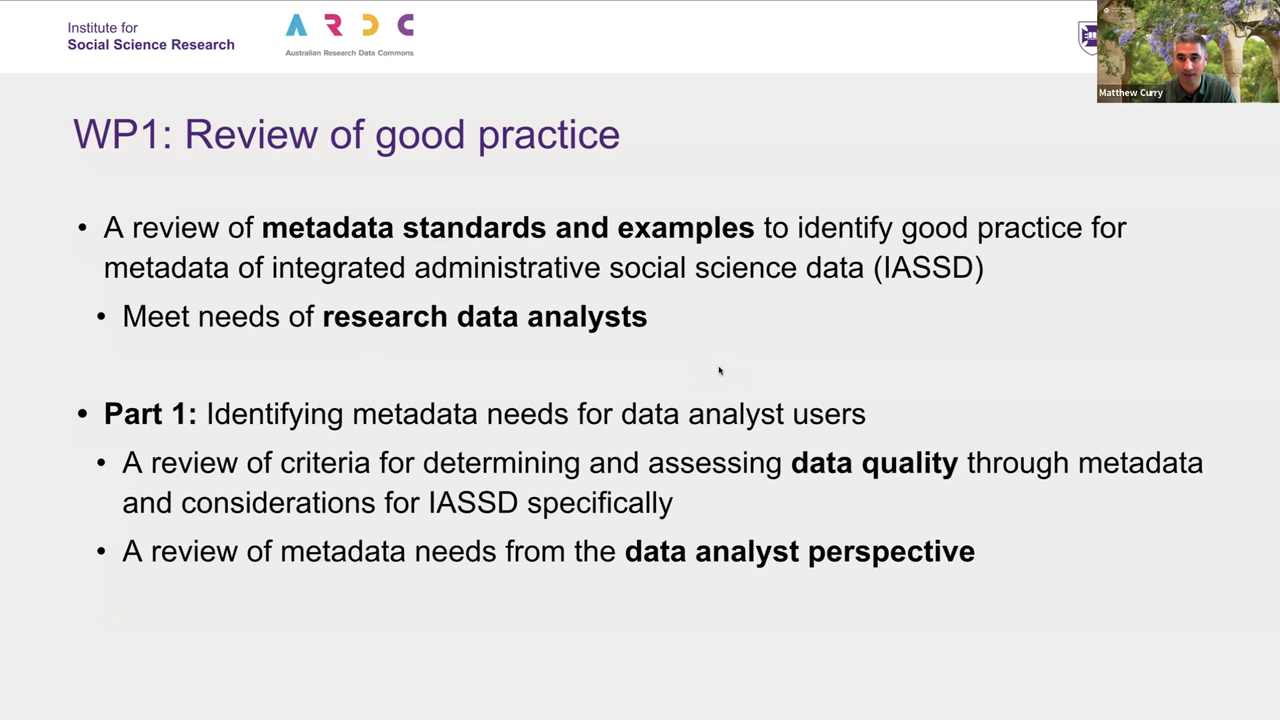 Institute for
Social Science Research
A R D C
Australian Research Data Commons
Matthew Curry
WP1: Review of good practice
• A review of metadata standards and examples to identify good practice for
metadata of integrated administrative social science data (IASSD)
• Meet needs of research data analysts
• Part 1: Identifying metadata needs for data analyst users
• A review of criteria for determining and assessing data quality through metadata
and considerations for IASSD specifically
• A review of metadata needs from the data analyst perspective